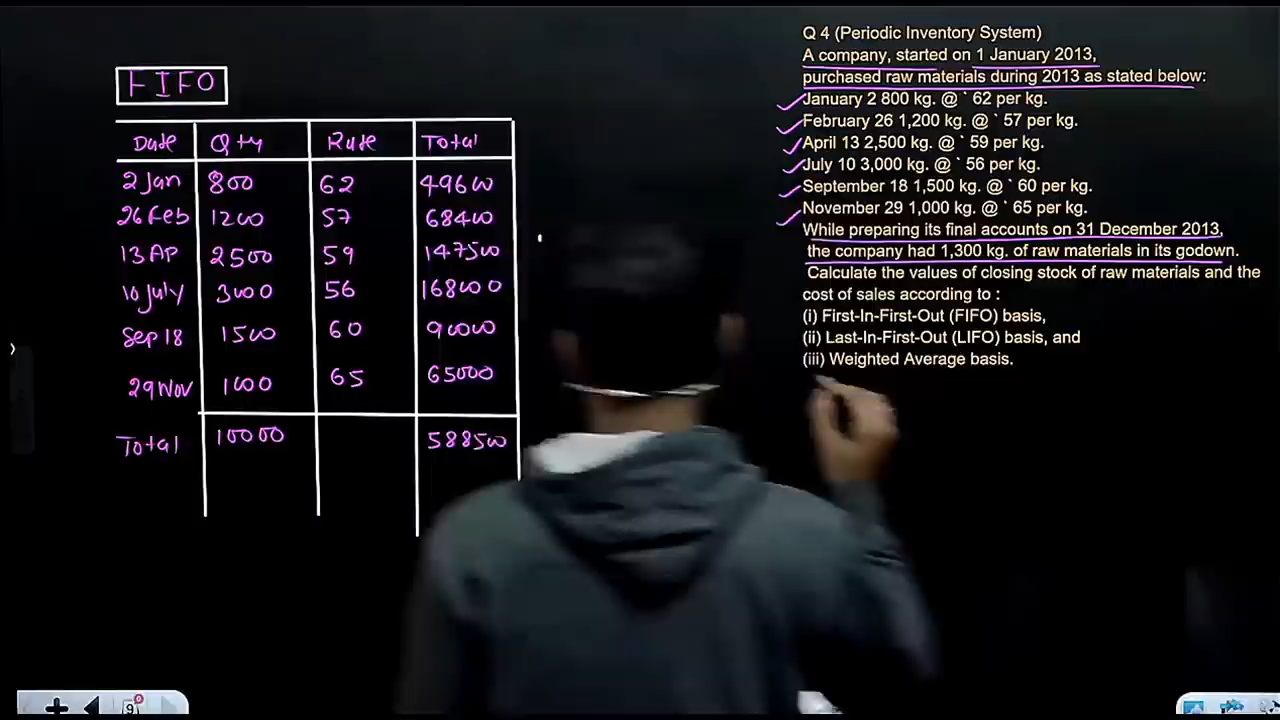 FIFO
Date Qty Rate Total
2 Jan 800 62 49600
26 Feb 1200 57 68400
13 Ap 2500 59 147500
10 July 3000 56 168000
Sep 18 1500 60 90000
29 Nov 1000 65 65000
Total 10000 588500
Q 4 (Periodic Inventory System)
A company, started on 1 January 2013,
purchased raw materials during 2013 as stated below:
January 2 800 kg. @ ` 62 per kg.
February 26 1,200 kg. @ ` 57 per kg.
April 13 2,500 kg. @ ` 59 per kg.
July 10 3,000 kg. @ ` 56 per kg.
September 18 1,500 kg. @ ` 60 per kg.
November 29 1,000 kg. @ ` 65 per kg.
While preparing its final accounts on 31 December 2013,
the company had 1,300 kg. of raw materials in its godown.
Calculate the values of closing stock of raw materials and the
cost of sales according to :
(i) First-In-First-Out (FIFO) basis,
(ii) Last-In-First-Out (LIFO) basis, and
(iii) Weighted Average basis.